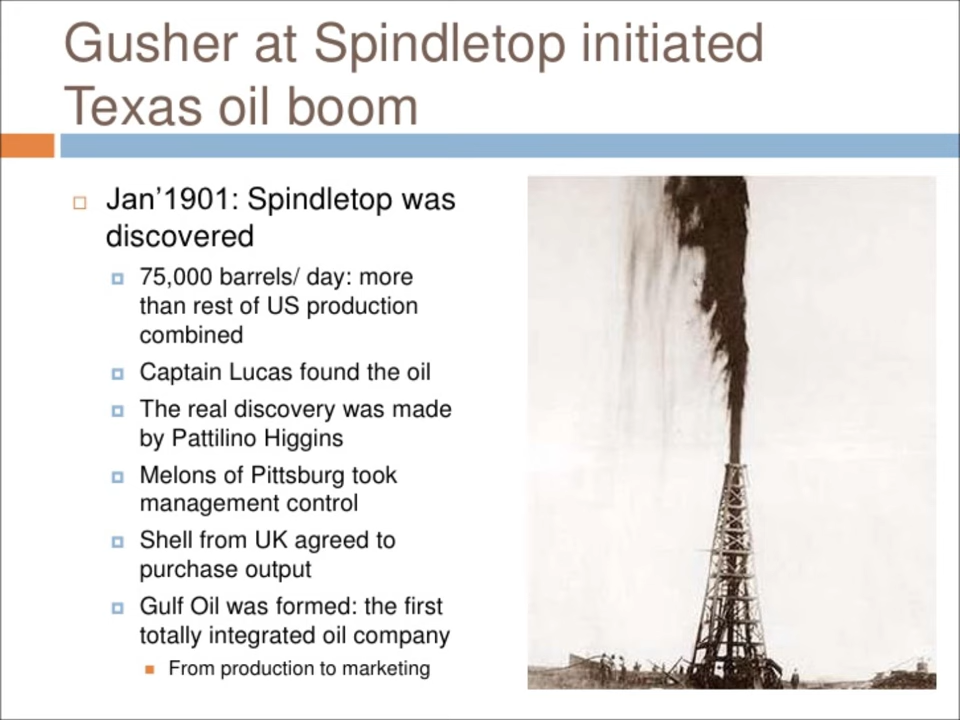 Gusher at Spindletop initiated
Texas oil boom
Jan’1901: Spindletop was
discovered
75,000 barrels/ day: more
than rest of US production
combined
Captain Lucas found the oil
The real discovery was made
by Pattilino Higgins
Melons of Pittsburg took
management control
Shell from UK agreed to
purchase output
Gulf Oil was formed: the first
totally integrated oil company
From production to marketing